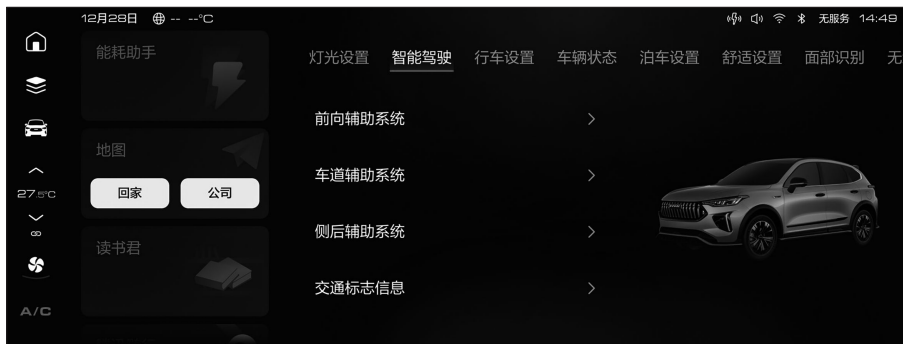 12月28日 -- --°C 无服务 14:49
能耗助手
灯光设置 智能驾驶 行车设置 车辆状态 泊车设置 舒适设置 面部识别 无
前向辅助系统
地图
车道辅助系统
27.5°C
回家 公司
侧后辅助系统
读书君
交通标志信息
A/C